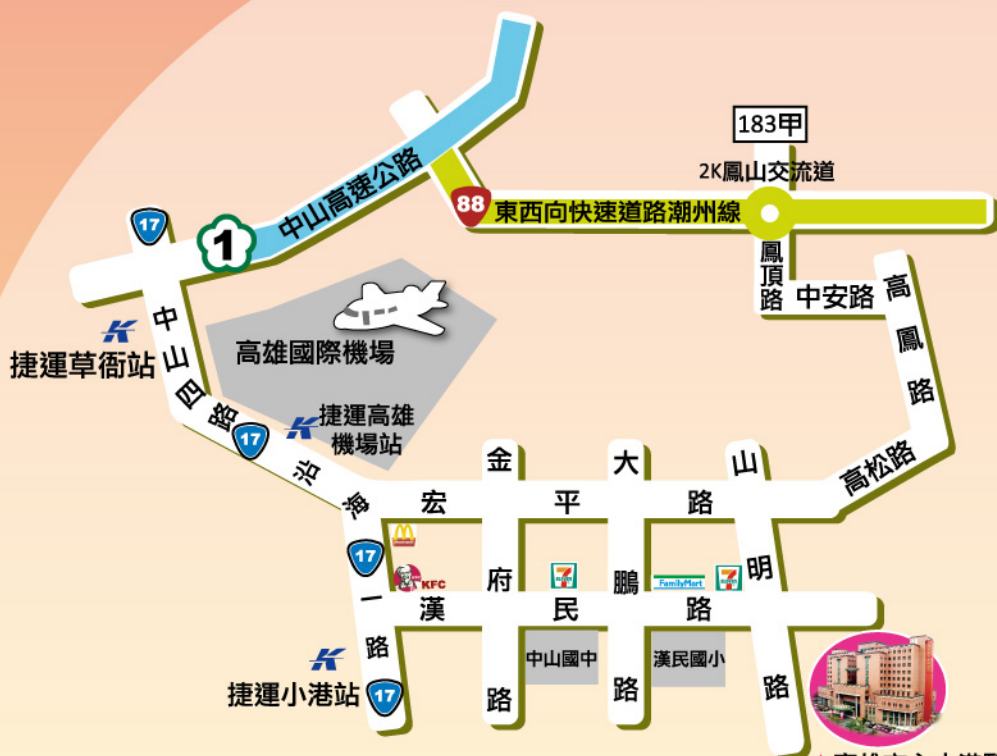 183甲
2K鳳山交流道
中山高速公路
88
東西向快速道路潮州線
17
1
鳳頂路
中安路
高鳳路
中山四路
捷運草衙站
高雄國際機場
捷運高雄
機場站
17
沿海一路
金府路
大鵬路
山明路
高松路
宏平路
17
KFC
7
ELEVEN
FamilyMart
7
ELEVEN
漢民路
中山國中
漢民國小
捷運小港站
17